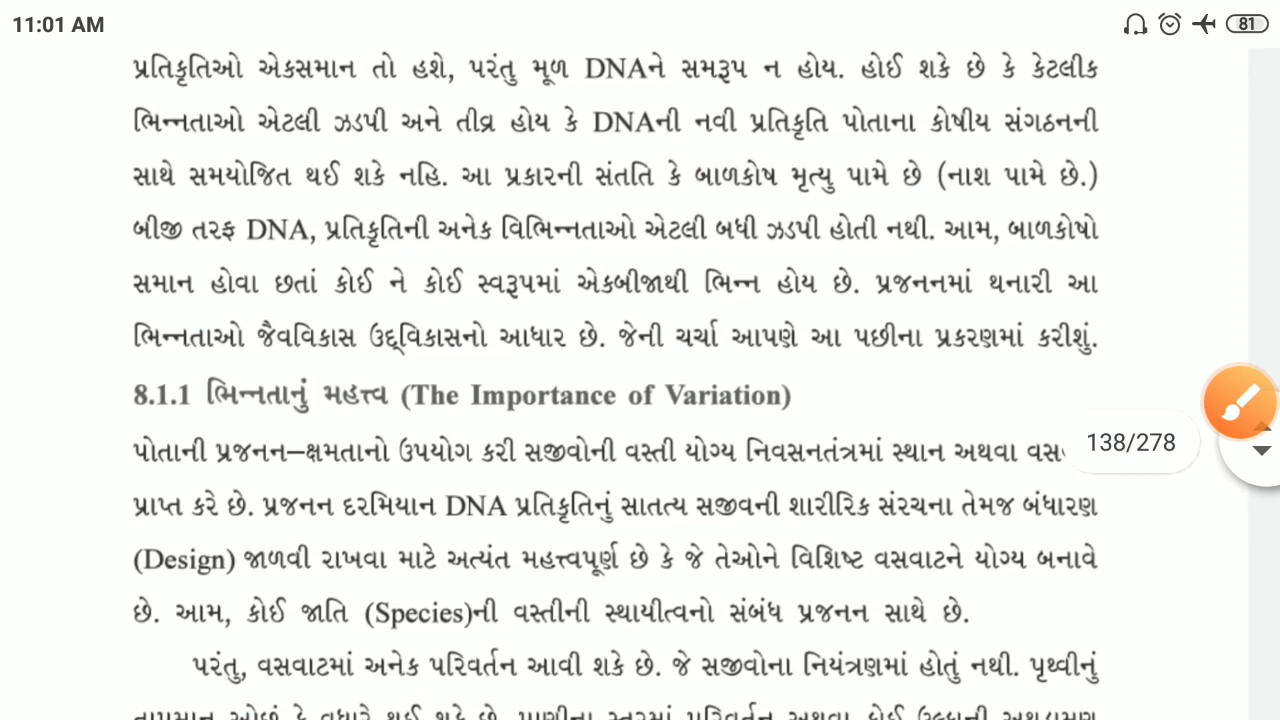 11:01 AM
81
પ્રતિકૃતિઓ એકસમાન તો હશે, પરંતુ મૂળ DNAને સમરૂપ ન હોય. હોઈ શકે છે કે કેટલીક
ભિન્નતાઓ એટલી ઝડપી અને તીવ્ર હોય કે DNAની નવી પ્રતિકૃતિ પોતાના કોષીય સંગઠનની
સાથે સમયોજિત થઈ શકે નહિ. આ પ્રકારની સંતતિ કે બાળકોષ મૃત્યુ પામે છે (નાશ પામે છે.)
બીજી તરફ DNA, પ્રતિકૃતિની અનેક વિભિન્નતાઓ એટલી બધી ઝડપી હોતી નથી. આમ, બાળકોષો
સમાન હોવા છતાં કોઈ ને કોઈ સ્વરૂપમાં એકબીજાથી ભિન્ન હોય છે. પ્રજનનમાં થનારી આ
ભિન્નતાઓ જૈવવિકાસ ઉદ્‌વિકાસનો આધાર છે. જેની ચર્ચા આપણે આ પછીના પ્રકરણમાં કરીશું.
8.1.1 ભિન્નતાનું મહત્ત્વ (The Importance of Variation)
પોતાની પ્રજનન–ક્ષમતાનો ઉપયોગ કરી સજીવોની વસ્તી યોગ્ય નિવસનતંત્રમાં સ્થાન અથવા
138/278
પ્રાપ્ત કરે છે. પ્રજનન દરમિયાન DNA પ્રતિકૃતિનું સાતત્ય સજીવની શારીરિક સંરચના તેમજ બંધારણ
(Design) જાળવી રાખવા માટે અત્યંત મહત્ત્વપૂર્ણ છે કે જે તેઓને વિશિષ્ટ વસવાટને યોગ્ય બનાવે
છે. આમ, કોઈ જાતિ (Species)ની વસ્તીની સ્થાયીત્વનો સંબંધ પ્રજનન સાથે છે.
પરંતુ, વસવાટમાં અનેક પરિવર્તન આવી શકે છે. જે સજીવોના નિયંત્રણમાં હોતું નથી. પૃથ્વીનું